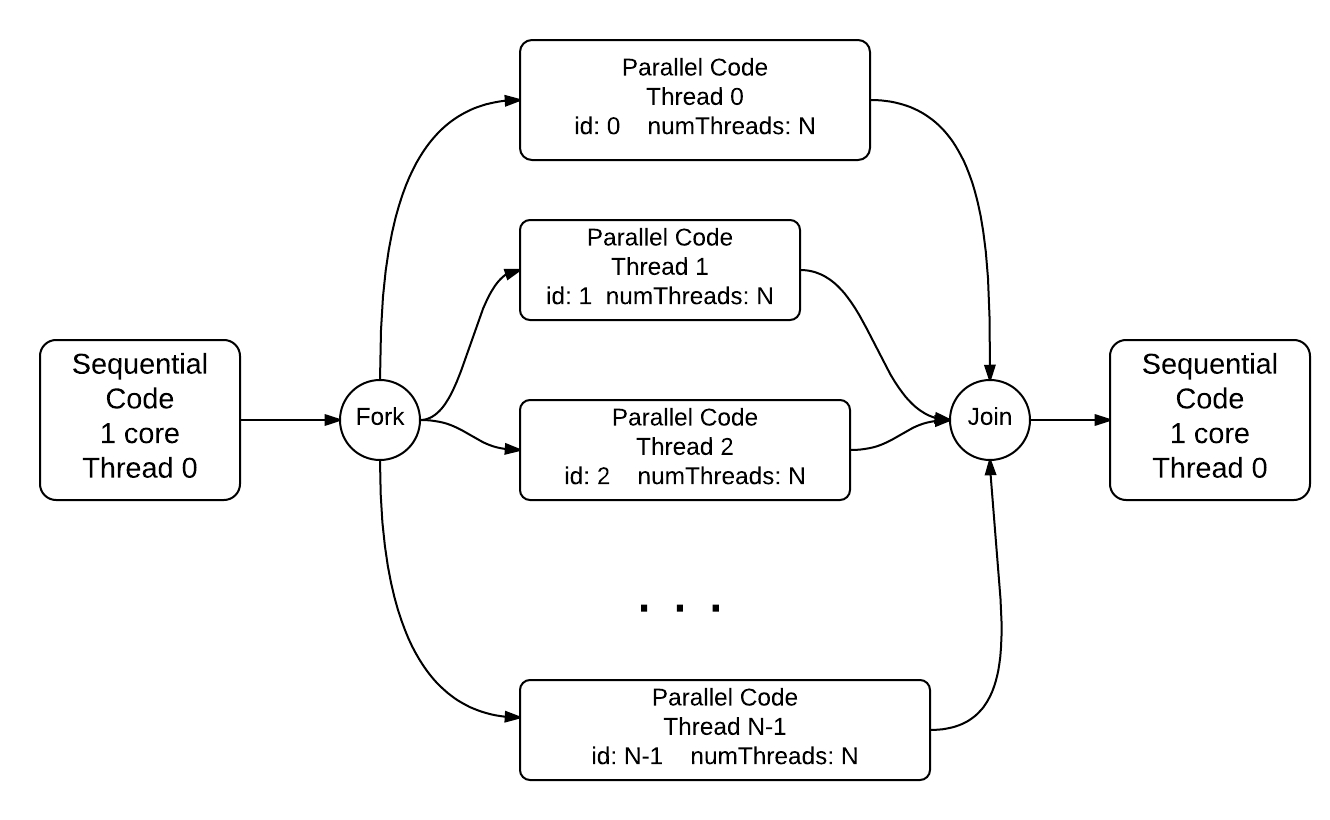 Sequential
Code
1 core
Thread 0
Fork
Parallel Code
Thread 0
id: 0 numThreads: N
Parallel Code
Thread 1
id: 1 numThreads: N
Parallel Code
Thread 2
id: 2 numThreads: N
. . .
Parallel Code
Thread N-1
id: N-1 numThreads: N
Join
Sequential
Code
1 core
Thread 0